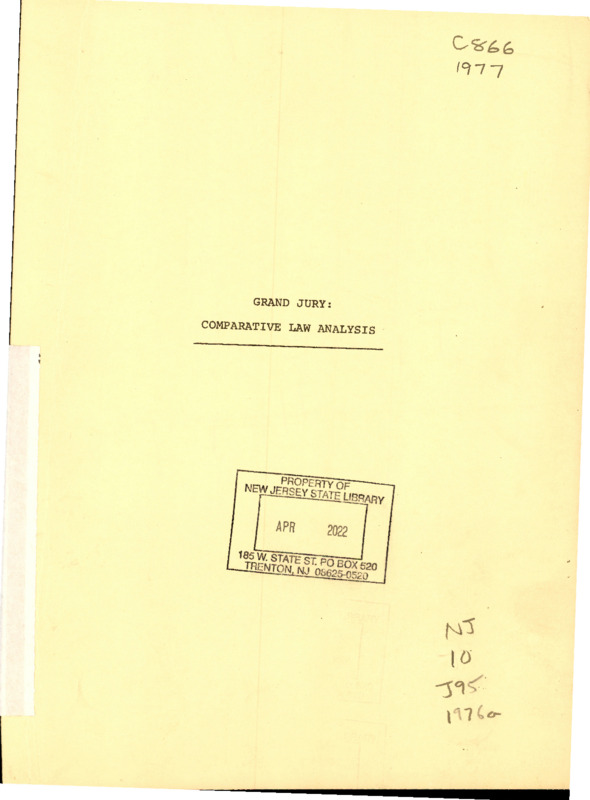 C866
1977
GRAND JURY:
COMPARATIVE LAW ANALYSIS
PROPERTY OF
NEW JERSEY STATE LIBRARY
APR 2022
185 W. STATE ST. PO BOX 520
TRENTON, NJ 08625-0520
NJ
10
J95
1976a